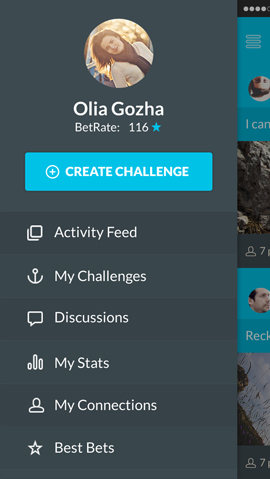 Olia Gozha
BetRate: 116
CREATE CHALLENGE
Activity Feed
My Challenges
Discussions
My Stats
My Connections
Best Bets
I can
7
Reck
7